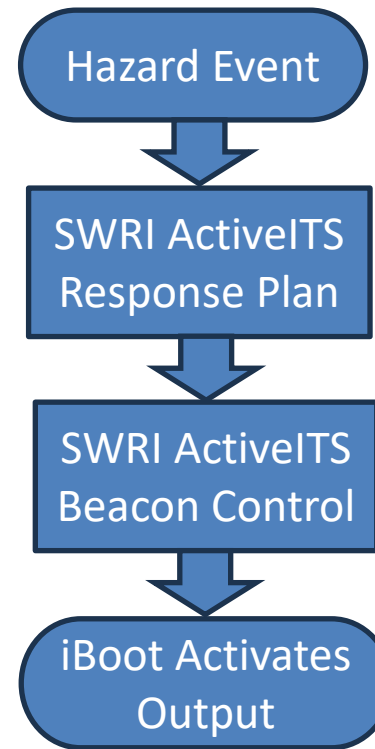 Hazard Event
SWRI ActiveITS
Response Plan
SWRI ActiveITS
Beacon Control
iBoot Activates
Output